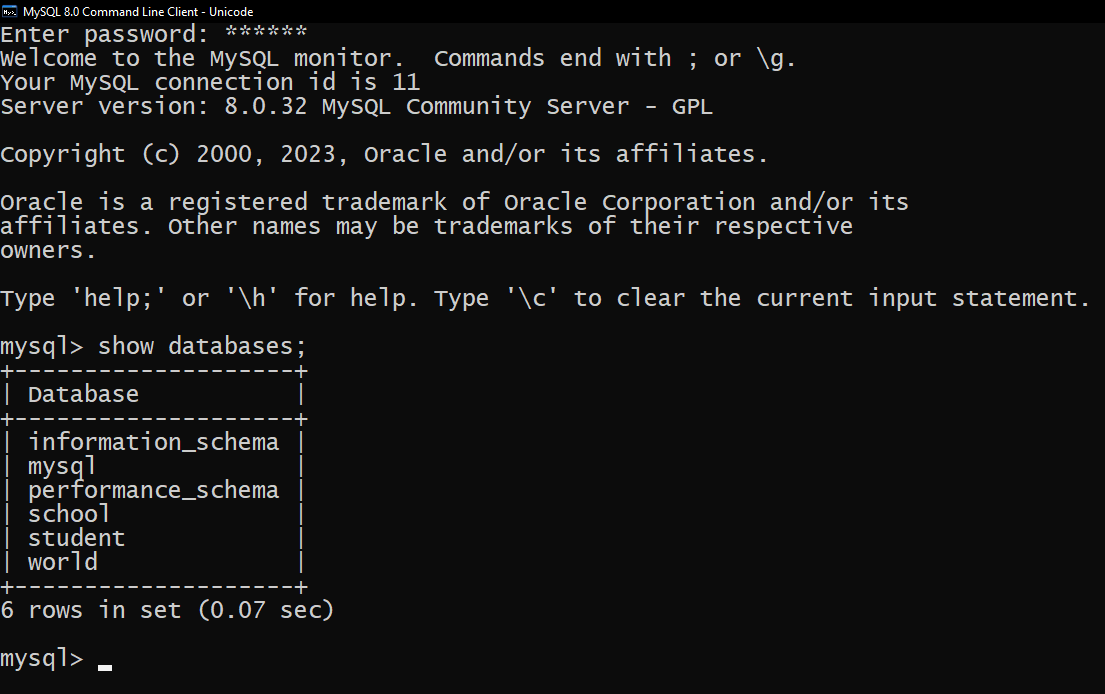 MySQL 8.0 Command Line Client - Unicode
Enter password: ******
Welcome to the MySQL monitor.  Commands end with ; or \g.
Your MySQL connection id is 11
Server version: 8.0.32 MySQL Community Server - GPL

Copyright (c) 2000, 2023, Oracle and/or its affiliates.

Oracle is a registered trademark of Oracle Corporation and/or its
affiliates. Other names may be trademarks of their respective
owners.

Type 'help;' or '\h' for help. Type '\c' to clear the current input statement.

mysql> show databases;
+--------------------+
| Database           |
+--------------------+
| information_schema |
| mysql              |
| performance_schema |
| school             |
| student            |
| world              |
+--------------------+
6 rows in set (0.07 sec)

mysql> _